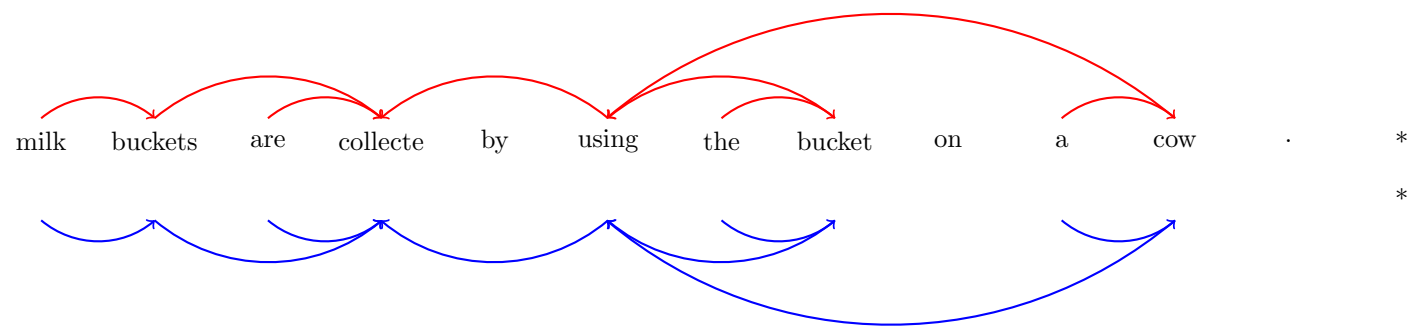 milk buckets are collecte by using the bucket on a cow . *
*